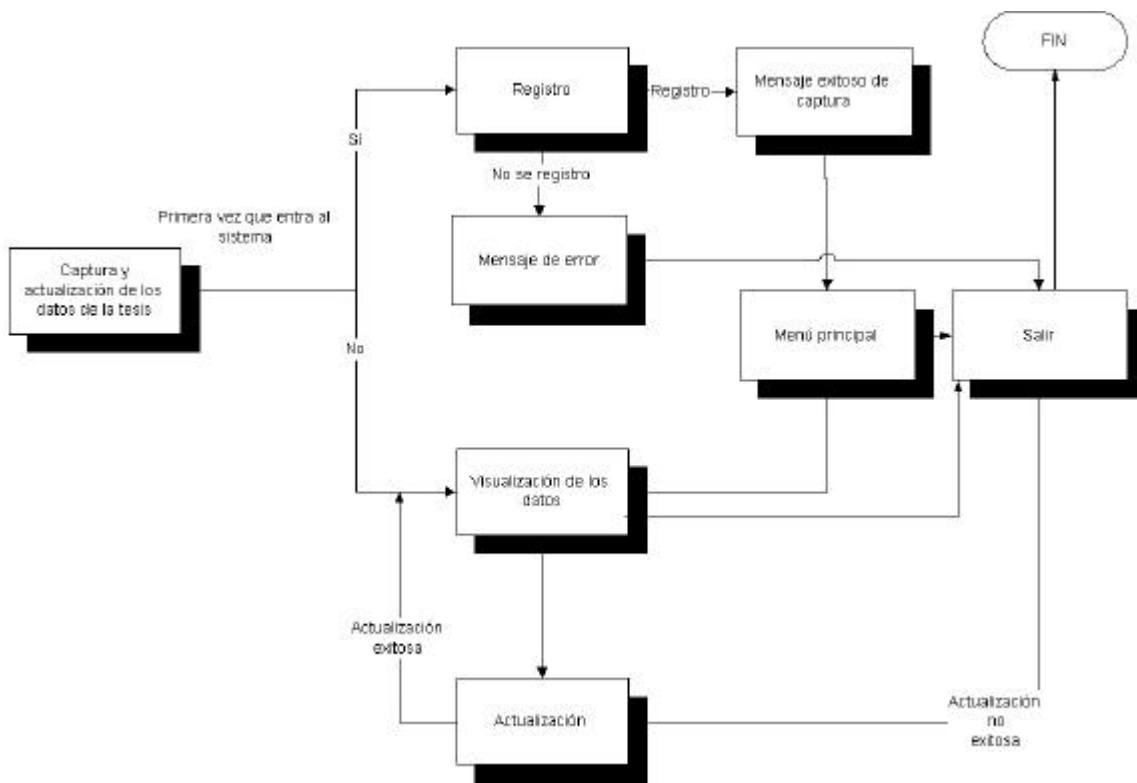 FIN
Registro
Registro
Mensaje exitoso de
captura
Sí
No se registro
Primera vez que entra al
sistema
Mensaje de error
Captura y
actualización de los
datos de la tesis
No
Menú principal
Salir
Visualización de los
datos
Actualización
exitosa
Actualización
Actualización
no
exitosa